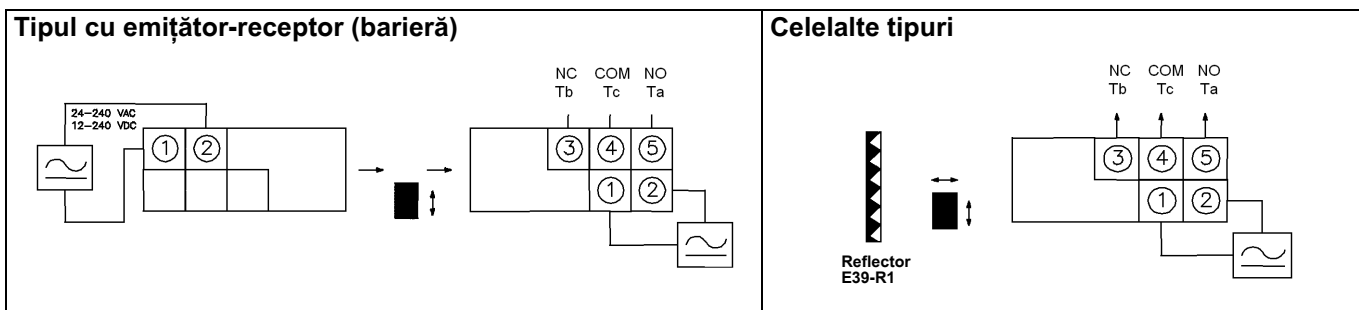 Tipul cu emițător-receptor (barieră)
24–240 VAC
12–240 VDC
1 2
NC COM NO
Tb Tc Ta
3 4 5
1 2
Celelalte tipuri
NC COM NO
Tb Tc Ta
3 4 5
1 2
Reflector
E39-R1